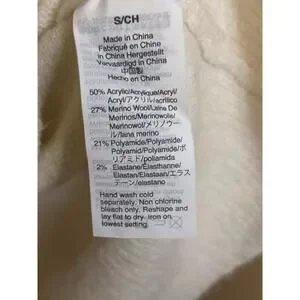 S/CH
Made in China
Fabriqué en Chine
In China Hergestellt
Vervaardigd in China
中国製
Hecho en China
50% Acrylic/Acrylique/Acryl/
Acryl/アクリル/acrílico
27% Merino Wool/Laine De
Mérinos/Merinowolle/
Merinowol/メリノウー
ル/lana merino
21% Polyamide/Polyamide/
Polyamid/Polyamide/ポ
リアミド/poliamida
2% Elastane/Élasthanne/
Elastan/Elastaan/エラス
テーン/elastano
Hand wash cold
separately. Non chlorine
bleach only. Reshape and
lay flat to dry. Iron on
lowest setting.